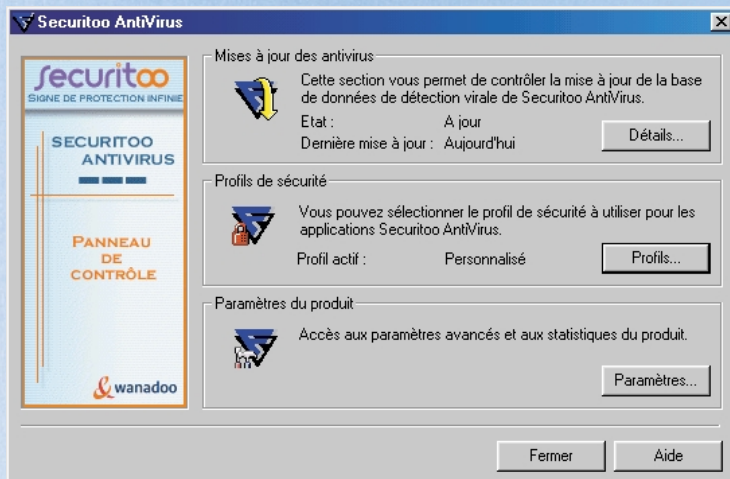 Securitoo AntiVirus
securitoo
SIGNE DE PROTECTION INFINIE
SECURITOO
ANTIVIRUS
PANNEAU
DE
CONTRÔLE
wanadoo
Mises à jour des antivirus
Cette section vous permet de contrôler la mise à jour de la base
de données de détection virale de Securitoo AntiVirus.
Etat : A jour
Dernière mise à jour : Aujourd'hui
Détails...
Profils de sécurité
Vous pouvez sélectionner le profil de sécurité à utiliser pour les
applications Securitoo AntiVirus.
Profil actif : Personnalisé
Profils...
Paramètres du produit
Accès aux paramètres avancés et aux statistiques du produit.
Paramètres...
Fermer
Aide